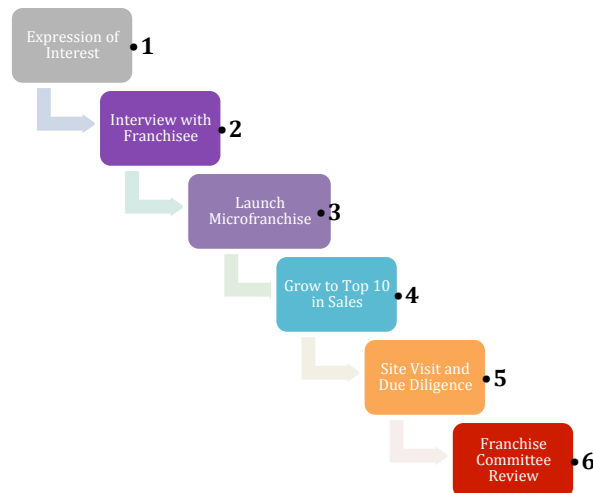 Expression of
Interest
1
Interview with
Franchisee
2
Launch
Microfranchise
3
Grow to Top 10
in Sales
4
Site Visit and
Due Diligence
5
Franchise
Committee
Review
6